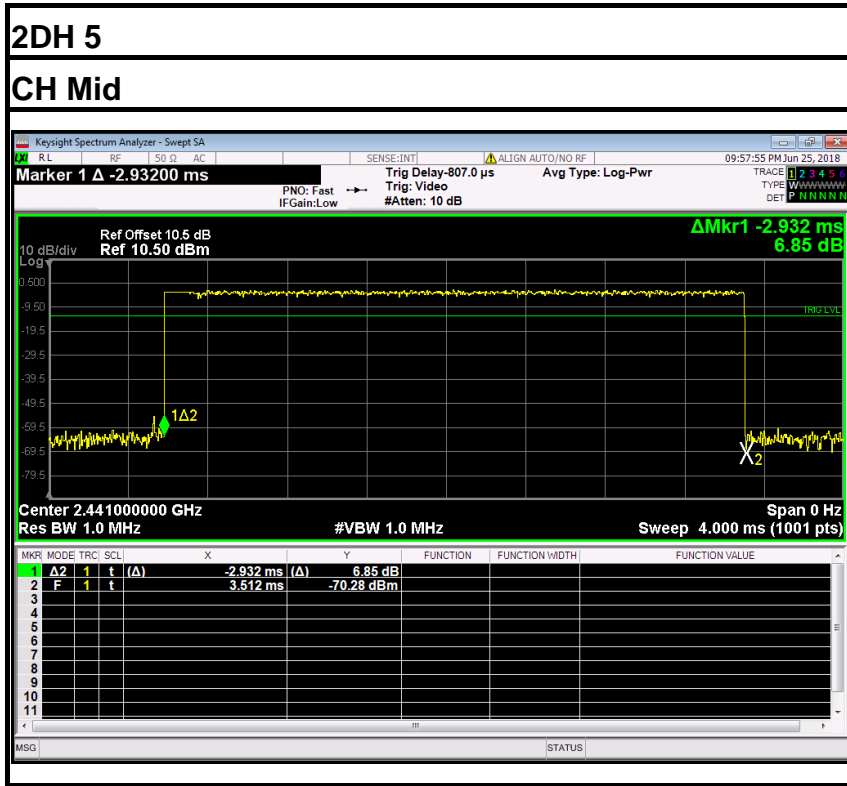 2DH 5
CH Mid
Keysight Spectrum Analyzer - Swept SA
LXI RL RF 50 Ω AC SENSE:INT ALIGN AUTO/NO RF 09:57:55 PM Jun 25, 2018
Marker 1 Δ -2.93200 ms Trig Delay-807.0 µs Avg Type: Log-Pwr TRACE 1 2 3 4 5 6
PNO: Fast Trig: Video TYPE WWWWWW
IFGain:Low #Atten: 10 dB DET P N N N N N
ΔMkr1 -2.932 ms
6.85 dB
Ref Offset 10.5 dB
10 dB/div Ref 10.50 dBm
Log
0.500
-9.50
TRIG LVL
-19.5
-29.5
-39.5
-49.5
1Δ2
-59.5
-69.5
2
-79.5
Center 2.441000000 GHz Span 0 Hz
Res BW 1.0 MHz #VBW 1.0 MHz Sweep 4.000 ms (1001 pts)
MKR MODE TRC SCL X Y FUNCTION FUNCTION WIDTH FUNCTION VALUE
1 Δ2 1 t (Δ) -2.932 ms (Δ) 6.85 dB
2 F 1 t 3.512 ms -70.28 dBm
3
4
5
6
7
8
9
10
11
MSG STATUS